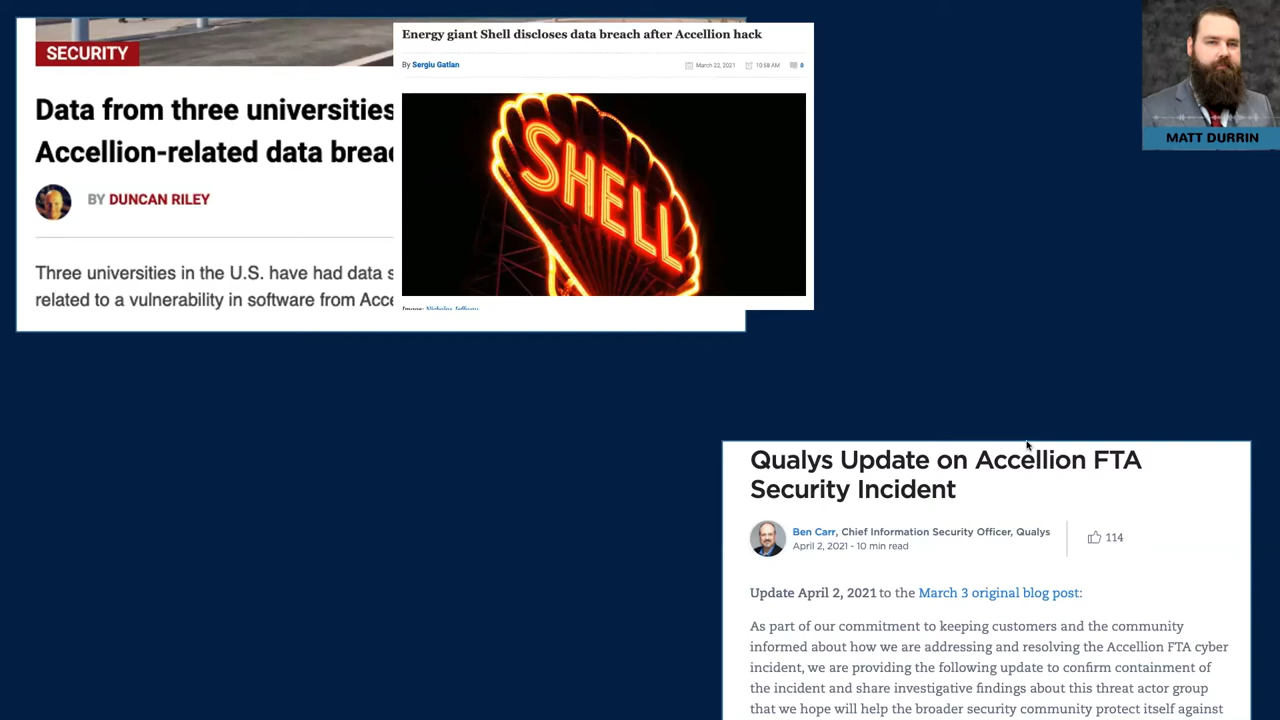 SECURITY
Data from three universities
Accellion-related data brea
BY DUNCAN RILEY
Three universities in the U.S. have had data s
related to a vulnerability in software from Acce
Energy giant Shell discloses data breach after Accellion hack
By Sergiu Gatlan
March 22, 2021
10:58 AM
0
SHELL
Image: Nicholas Jeffway
MATT DURRIN
Qualys Update on Accellion FTA
Security Incident
Ben Carr, Chief Information Security Officer, Qualys
April 2, 2021 - 10 min read
114
Update April 2, 2021 to the March 3 original blog post:
As part of our commitment to keeping customers and the community
informed about how we are addressing and resolving the Accellion FTA cyber
incident, we are providing the following update to confirm containment of
the incident and share investigative findings about this threat actor group
that we hope will help the broader security community protect itself against